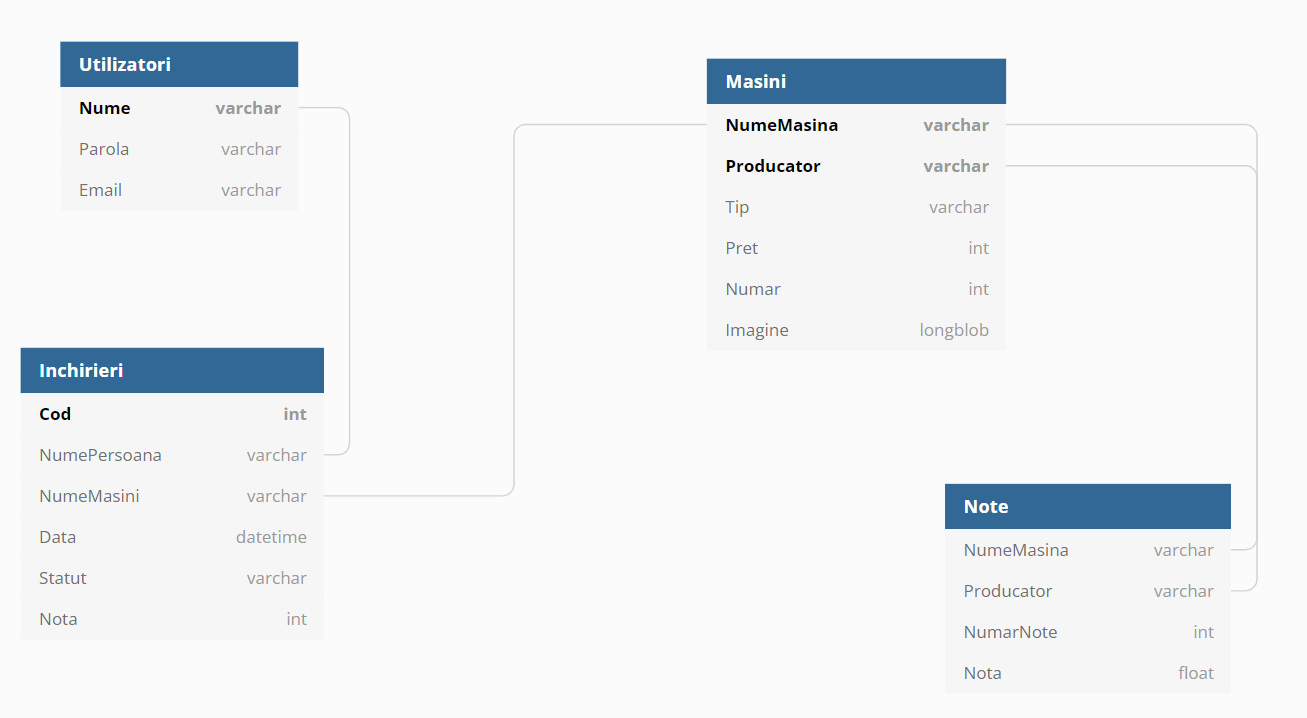 Utilizatori
Nume varchar
Parola varchar
Email varchar
Masini
NumeMasina varchar
Producator varchar
Tip varchar
Pret int
Numar int
Imagine longblob
Inchirieri
Cod int
NumePersoana varchar
NumeMasini varchar
Data datetime
Statut varchar
Nota int
Note
NumeMasina varchar
Producator varchar
NumarNote int
Nota float